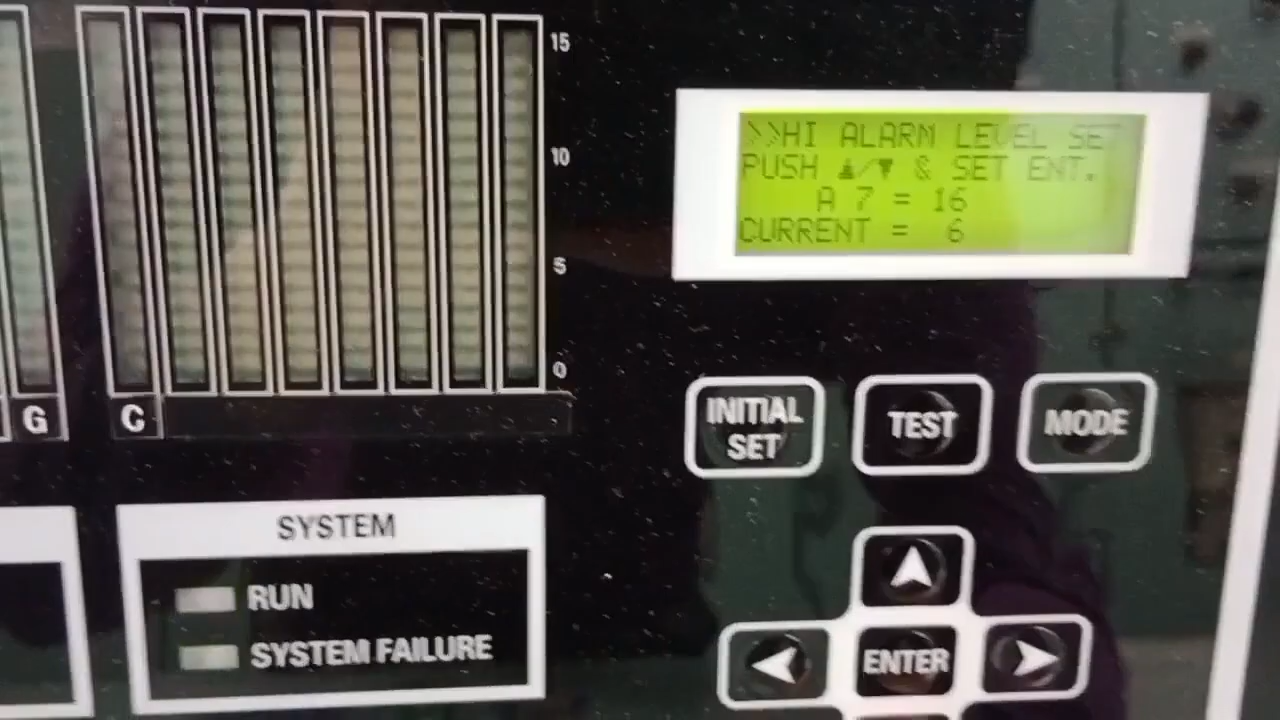 15
10
5
0
G
C
>>HI ALARM LEVEL SET
PUSH ▲/▼ & SET ENT.
A 7 = 16
CURRENT = 6
INITIAL
SET
TEST
MODE
SYSTEM
RUN
SYSTEM FAILURE
ENTER